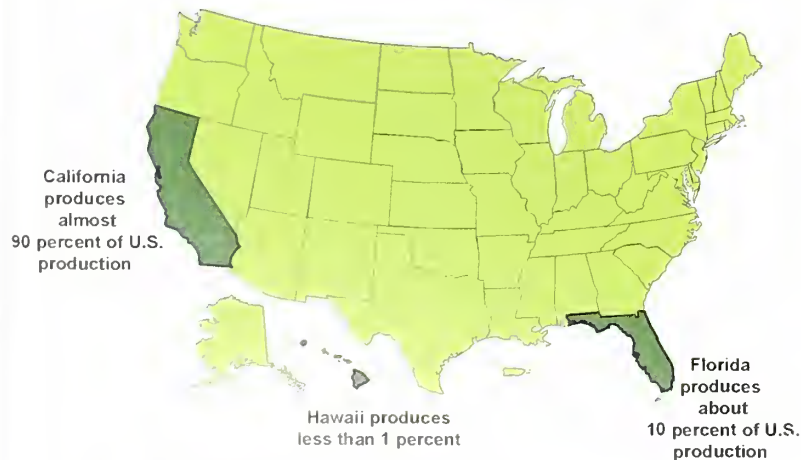 California
produces
almost
90 percent of U.S.
production
Hawaii produces
less than 1 percent
Florida
produces
about
10 percent of U.S.
production